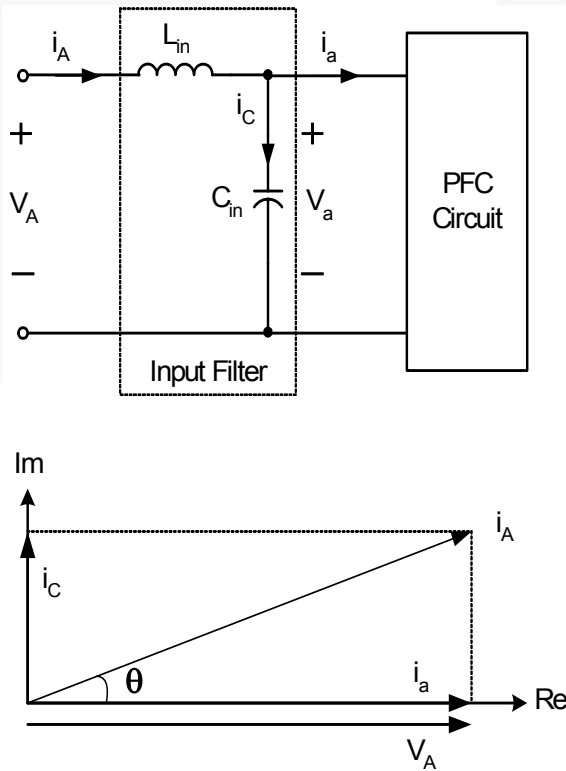 i_A
L_in
i_a
i_C
+
V_A
−
C_in
+
V_a
−
PFC
Circuit
Input Filter
Im
i_A
i_C
θ
i_a
Re
V_A